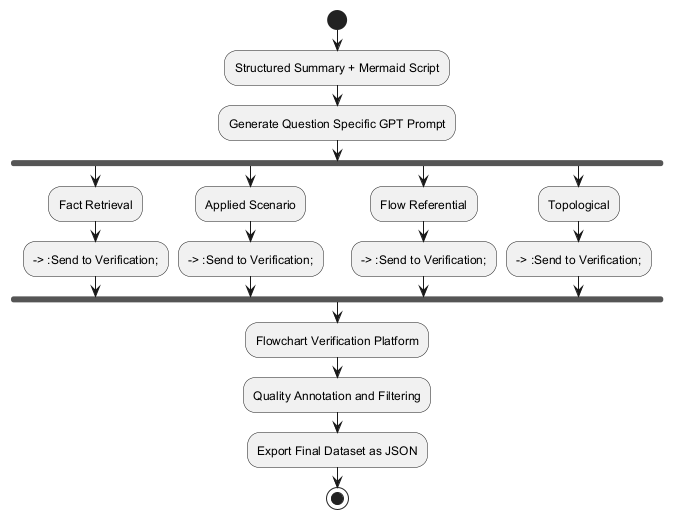 Structured Summary + Mermaid Script
Generate Question Specific GPT Prompt
Fact Retrieval
Applied Scenario
Flow Referential
Topological
-> :Send to Verification;
-> :Send to Verification;
-> :Send to Verification;
-> :Send to Verification;
Flowchart Verification Platform
Quality Annotation and Filtering
Export Final Dataset as JSON